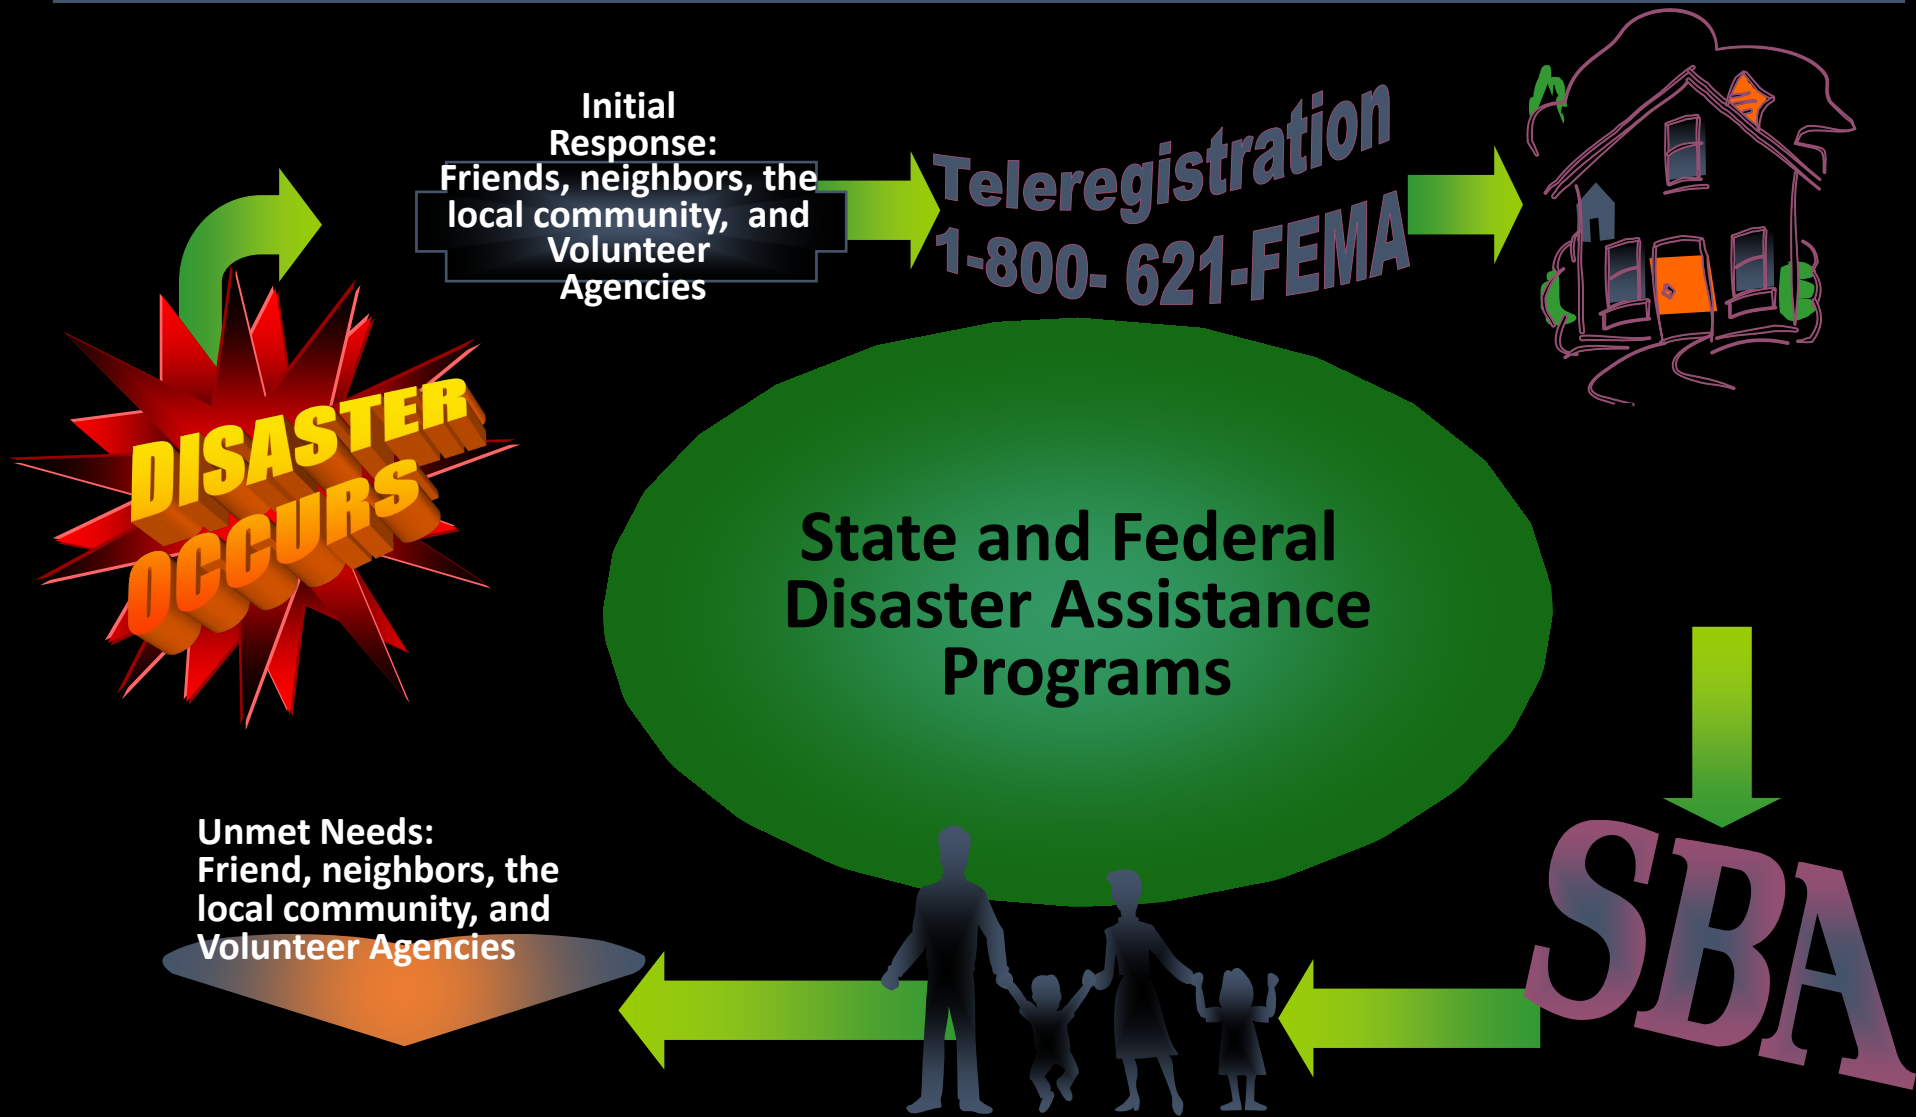 Initial
Response:
Friends, neighbors, the
local community,  and
Volunteer
Agencies
Teleregistration
1-800- 621-FEMA
DISASTER
OCCURS
State and Federal
Disaster Assistance
Programs
Unmet Needs:
Friend, neighbors, the
local community, and
Volunteer Agencies
SBA